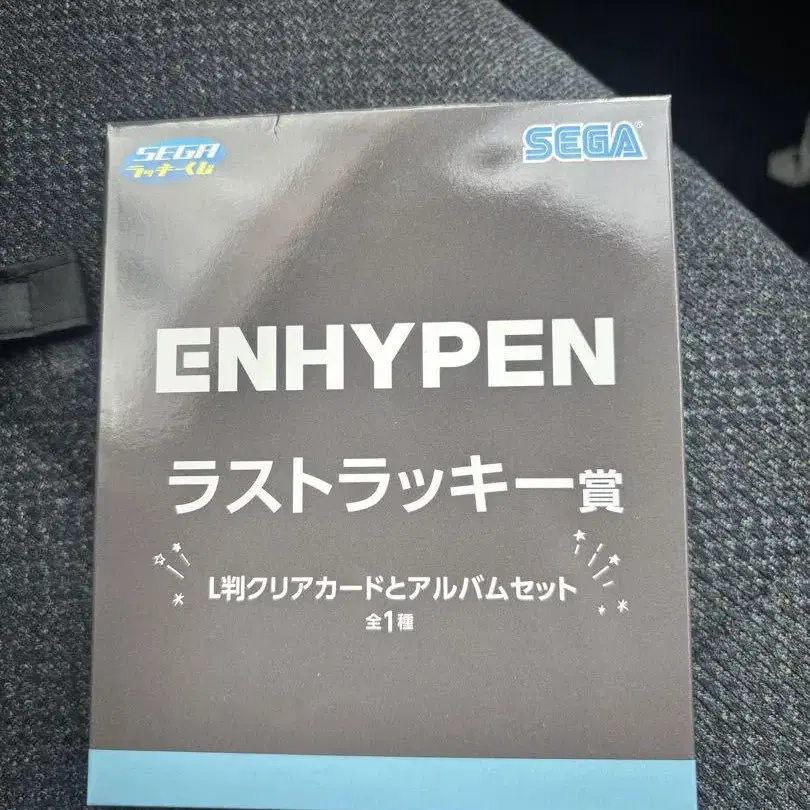 SEGA
ラッキーくじ
SEGA®
ENHYPEN
ラストラッキー賞
L判クリアカードとアルバムセット
全1種